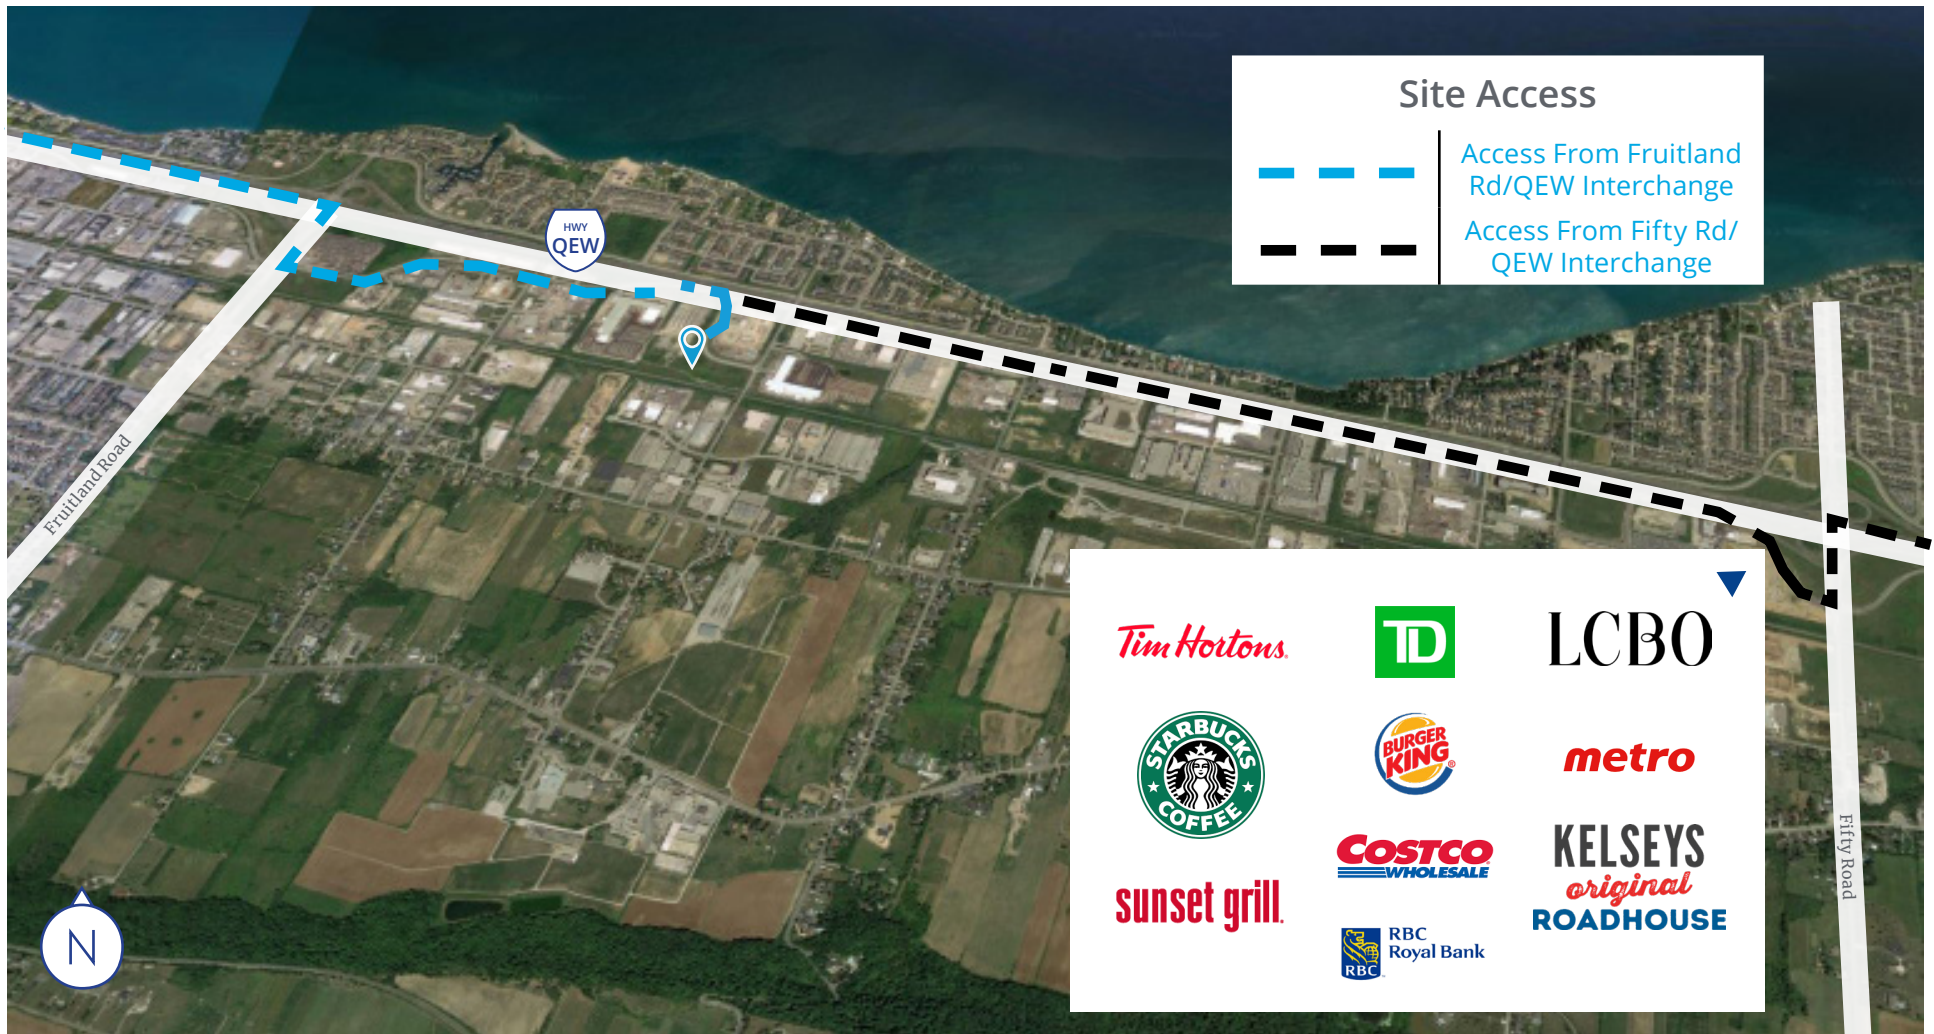 Site Access
Access From Fruitland
Rd/QEW Interchange
Access From Fifty Rd/
QEW Interchange
HWY
QEW
Fruitland Road
Tim Hortons.
TD
LCBO
STARBUCKS
COFFEE
BURGER
KING®
metro
COSTCO
WHOLESALE
KELSEYS
original
ROADHOUSE
sunset grill.
RBC
Royal Bank
RBC
Fifty Road
N